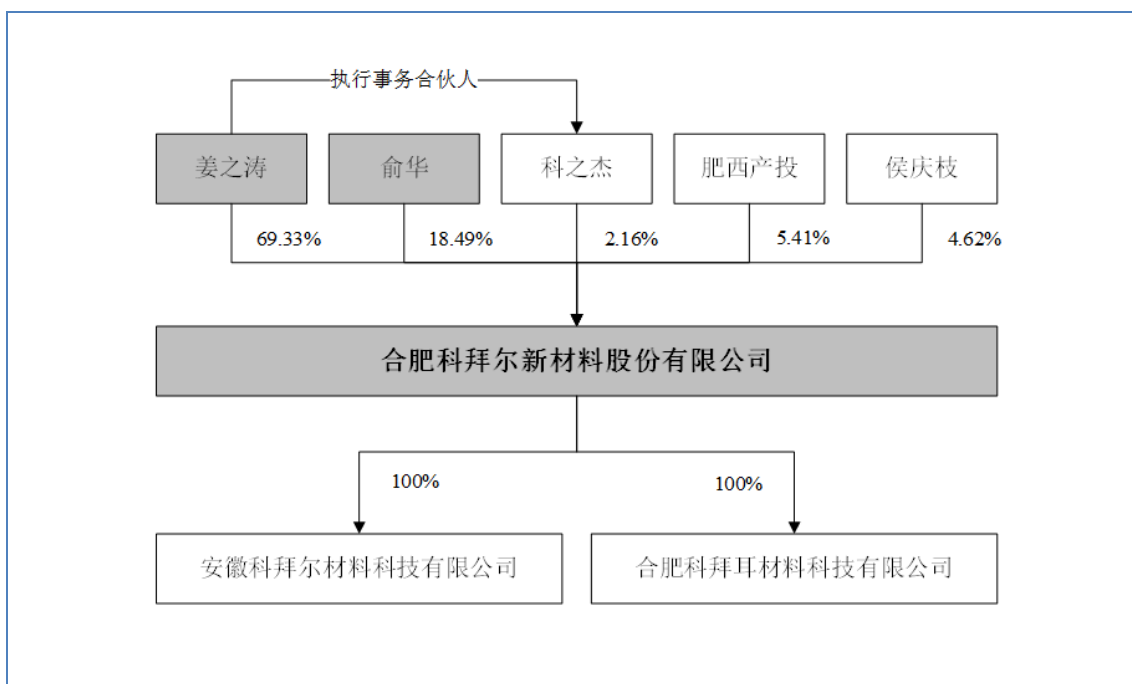 执行事务合伙人
姜之涛
俞华
科之杰
肥西产投
侯庆枝
69.33%
18.49%
2.16%
5.41%
4.62%
合肥科拜尔新材料股份有限公司
100%
100%
安徽科拜尔材料科技有限公司
合肥科拜耳材料科技有限公司